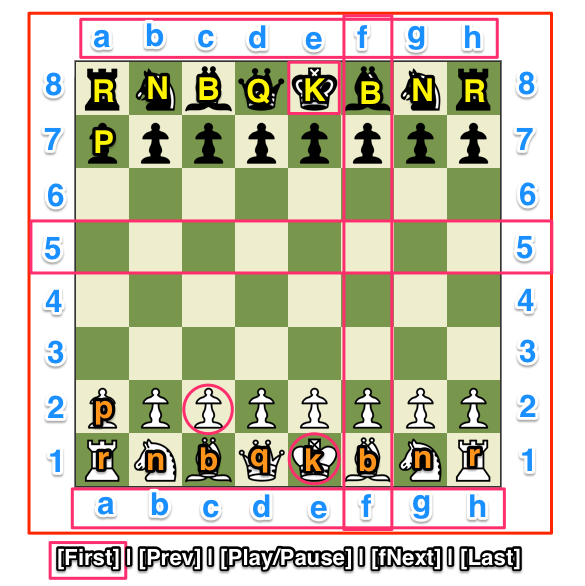 a b c d e f g h
8 R N B Q K B N R 8
7 P 7
6 6
5 5
4 4
3 3
2 p 2
1 r n b q k b n r 1
a b c d e f g h
[First] | [Prev] | [Play/Pause] | [fNext] | [Last]